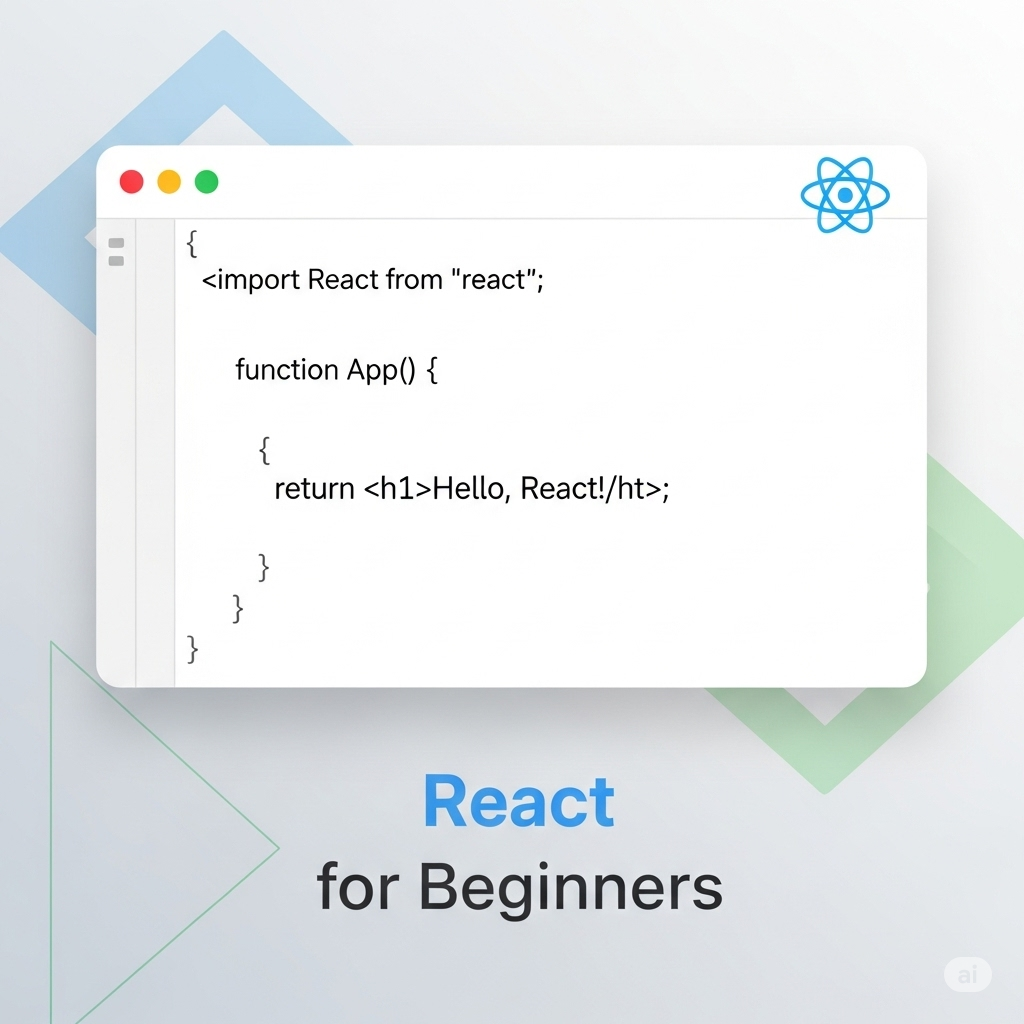 {
<import React from "react";
function App() {
{
return <h1>Hello, React!/ht>;
}
}
}
React
for Beginners
ai